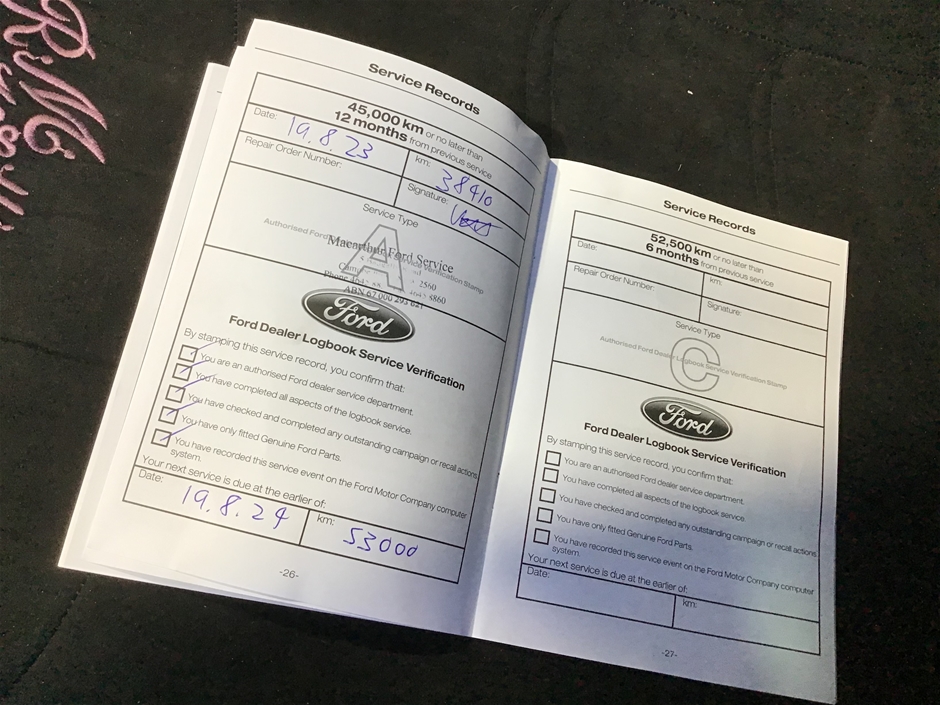 Service Records
45,000 km or no later than
12 months from previous service
Date: 19.8.23
km: 38410
Repair Order Number:
Signature:
Service Type
A
Authorised Ford Service Verification Stamp
Macarthur Ford Service
2560
Phone 8860
ABN 67 000 293 621
Ford
Ford Dealer Logbook Service Verification
By stamping this service record, you confirm that:
You are an authorised Ford dealer service department.
You have completed all aspects of the logbook service.
You have checked and completed any outstanding campaign or recall actions
You have only fitted Genuine Ford Parts.
You have recorded this service event on the Ford Motor Company computer
system.
Your next service is due at the earlier of:
Date: 19.8.24
km: 53000
-26-
Service Records
52,500 km or no later than
6 months from previous service
Date:
km:
Repair Order Number:
Signature:
Service Type
C
Authorised Ford Dealer Logbook Service Verification Stamp
Ford
Ford Dealer Logbook Service Verification
By stamping this service record, you confirm that:
You are an authorised Ford dealer service department.
You have completed all aspects of the logbook service.
You have checked and completed any outstanding campaign or recall actions
You have only fitted Genuine Ford Parts.
You have recorded this service event on the Ford Motor Company computer
system.
Your next service is due at the earlier of:
Date:
km:
-27-